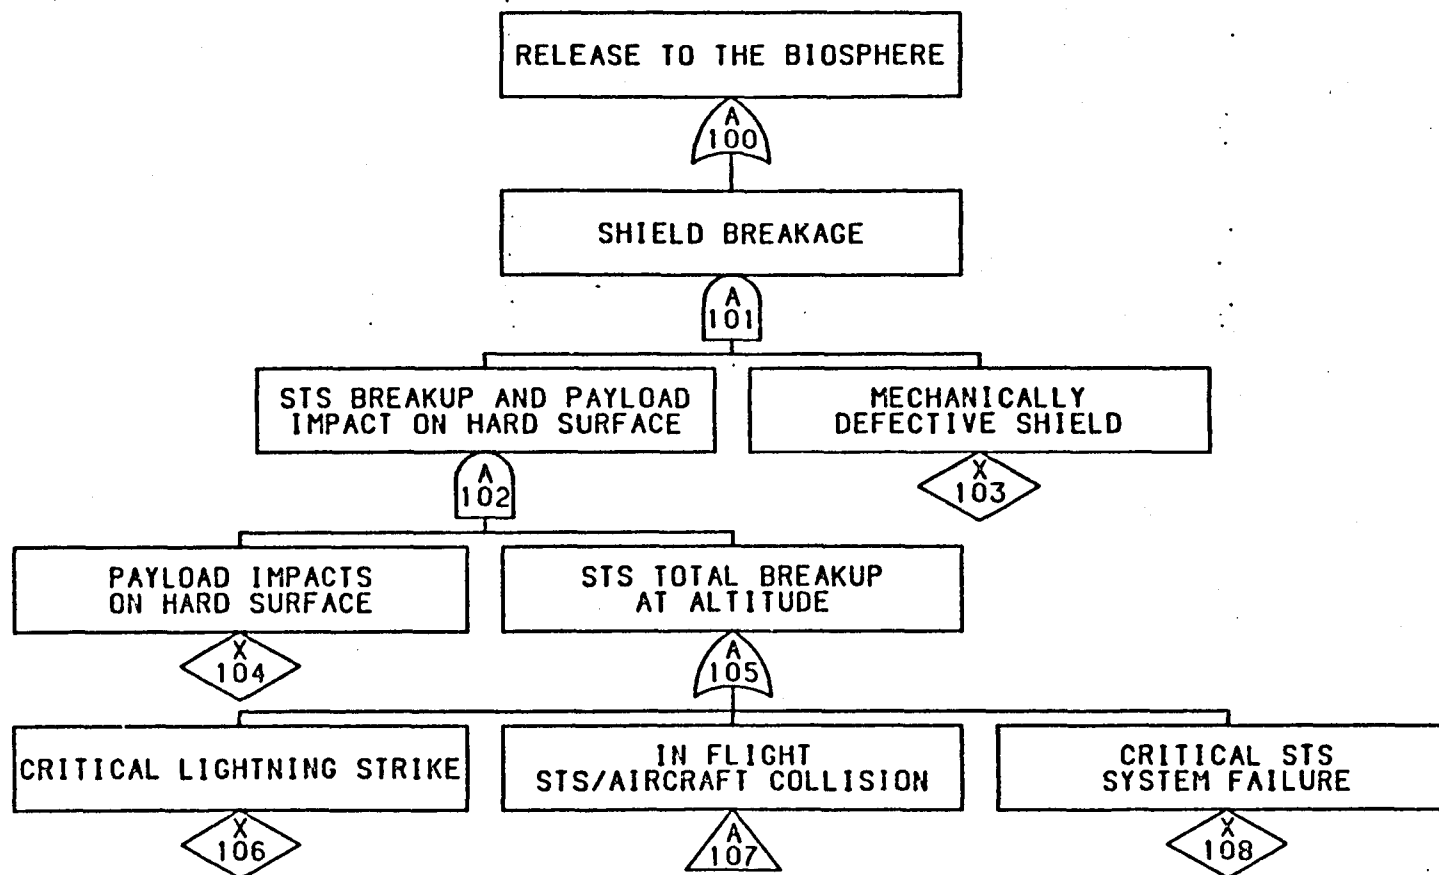 RELEASE TO THE BIOSPHERE
A
100
SHIELD BREAKAGE
A
101
STS BREAKUP AND PAYLOAD
IMPACT ON HARD SURFACE
MECHANICALLY
DEFECTIVE SHIELD
A
102
X
103
PAYLOAD IMPACTS
ON HARD SURFACE
STS TOTAL BREAKUP
AT ALTITUDE
X
104
A
105
CRITICAL LIGHTNING STRIKE
IN FLIGHT
STS/AIRCRAFT COLLISION
CRITICAL STS
SYSTEM FAILURE
X
106
A
107
X
108